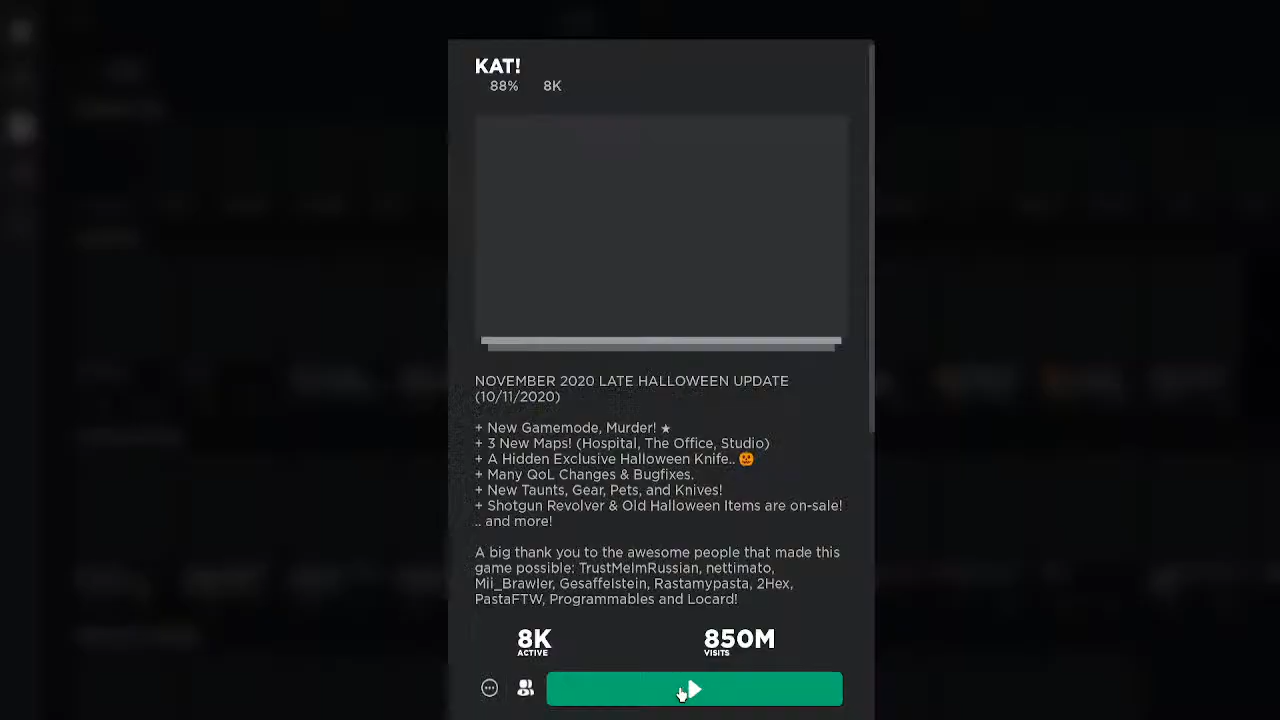 KAT!
88% 8K
NOVEMBER 2020 LATE HALLOWEEN UPDATE
(10/11/2020)
+ New Gamemode, Murder! ★
+ 3 New Maps! (Hospital, The Office, Studio)
+ A Hidden Exclusive Halloween Knife.. 🎃
+ Many QoL Changes & Bugfixes.
+ New Taunts, Gear, Pets, and Knives!
+ Shotgun Revolver & Old Halloween Items are on-sale!
.. and more!
A big thank you to the awesome people that made this
game possible: TrustMeImRussian, nettimato,
Mii_Brawler, Gesaffelstein, Rastamypasta, 2Hex,
PastaFTW, Programmables and Locard!
8K 850M
ACTIVE VISITS